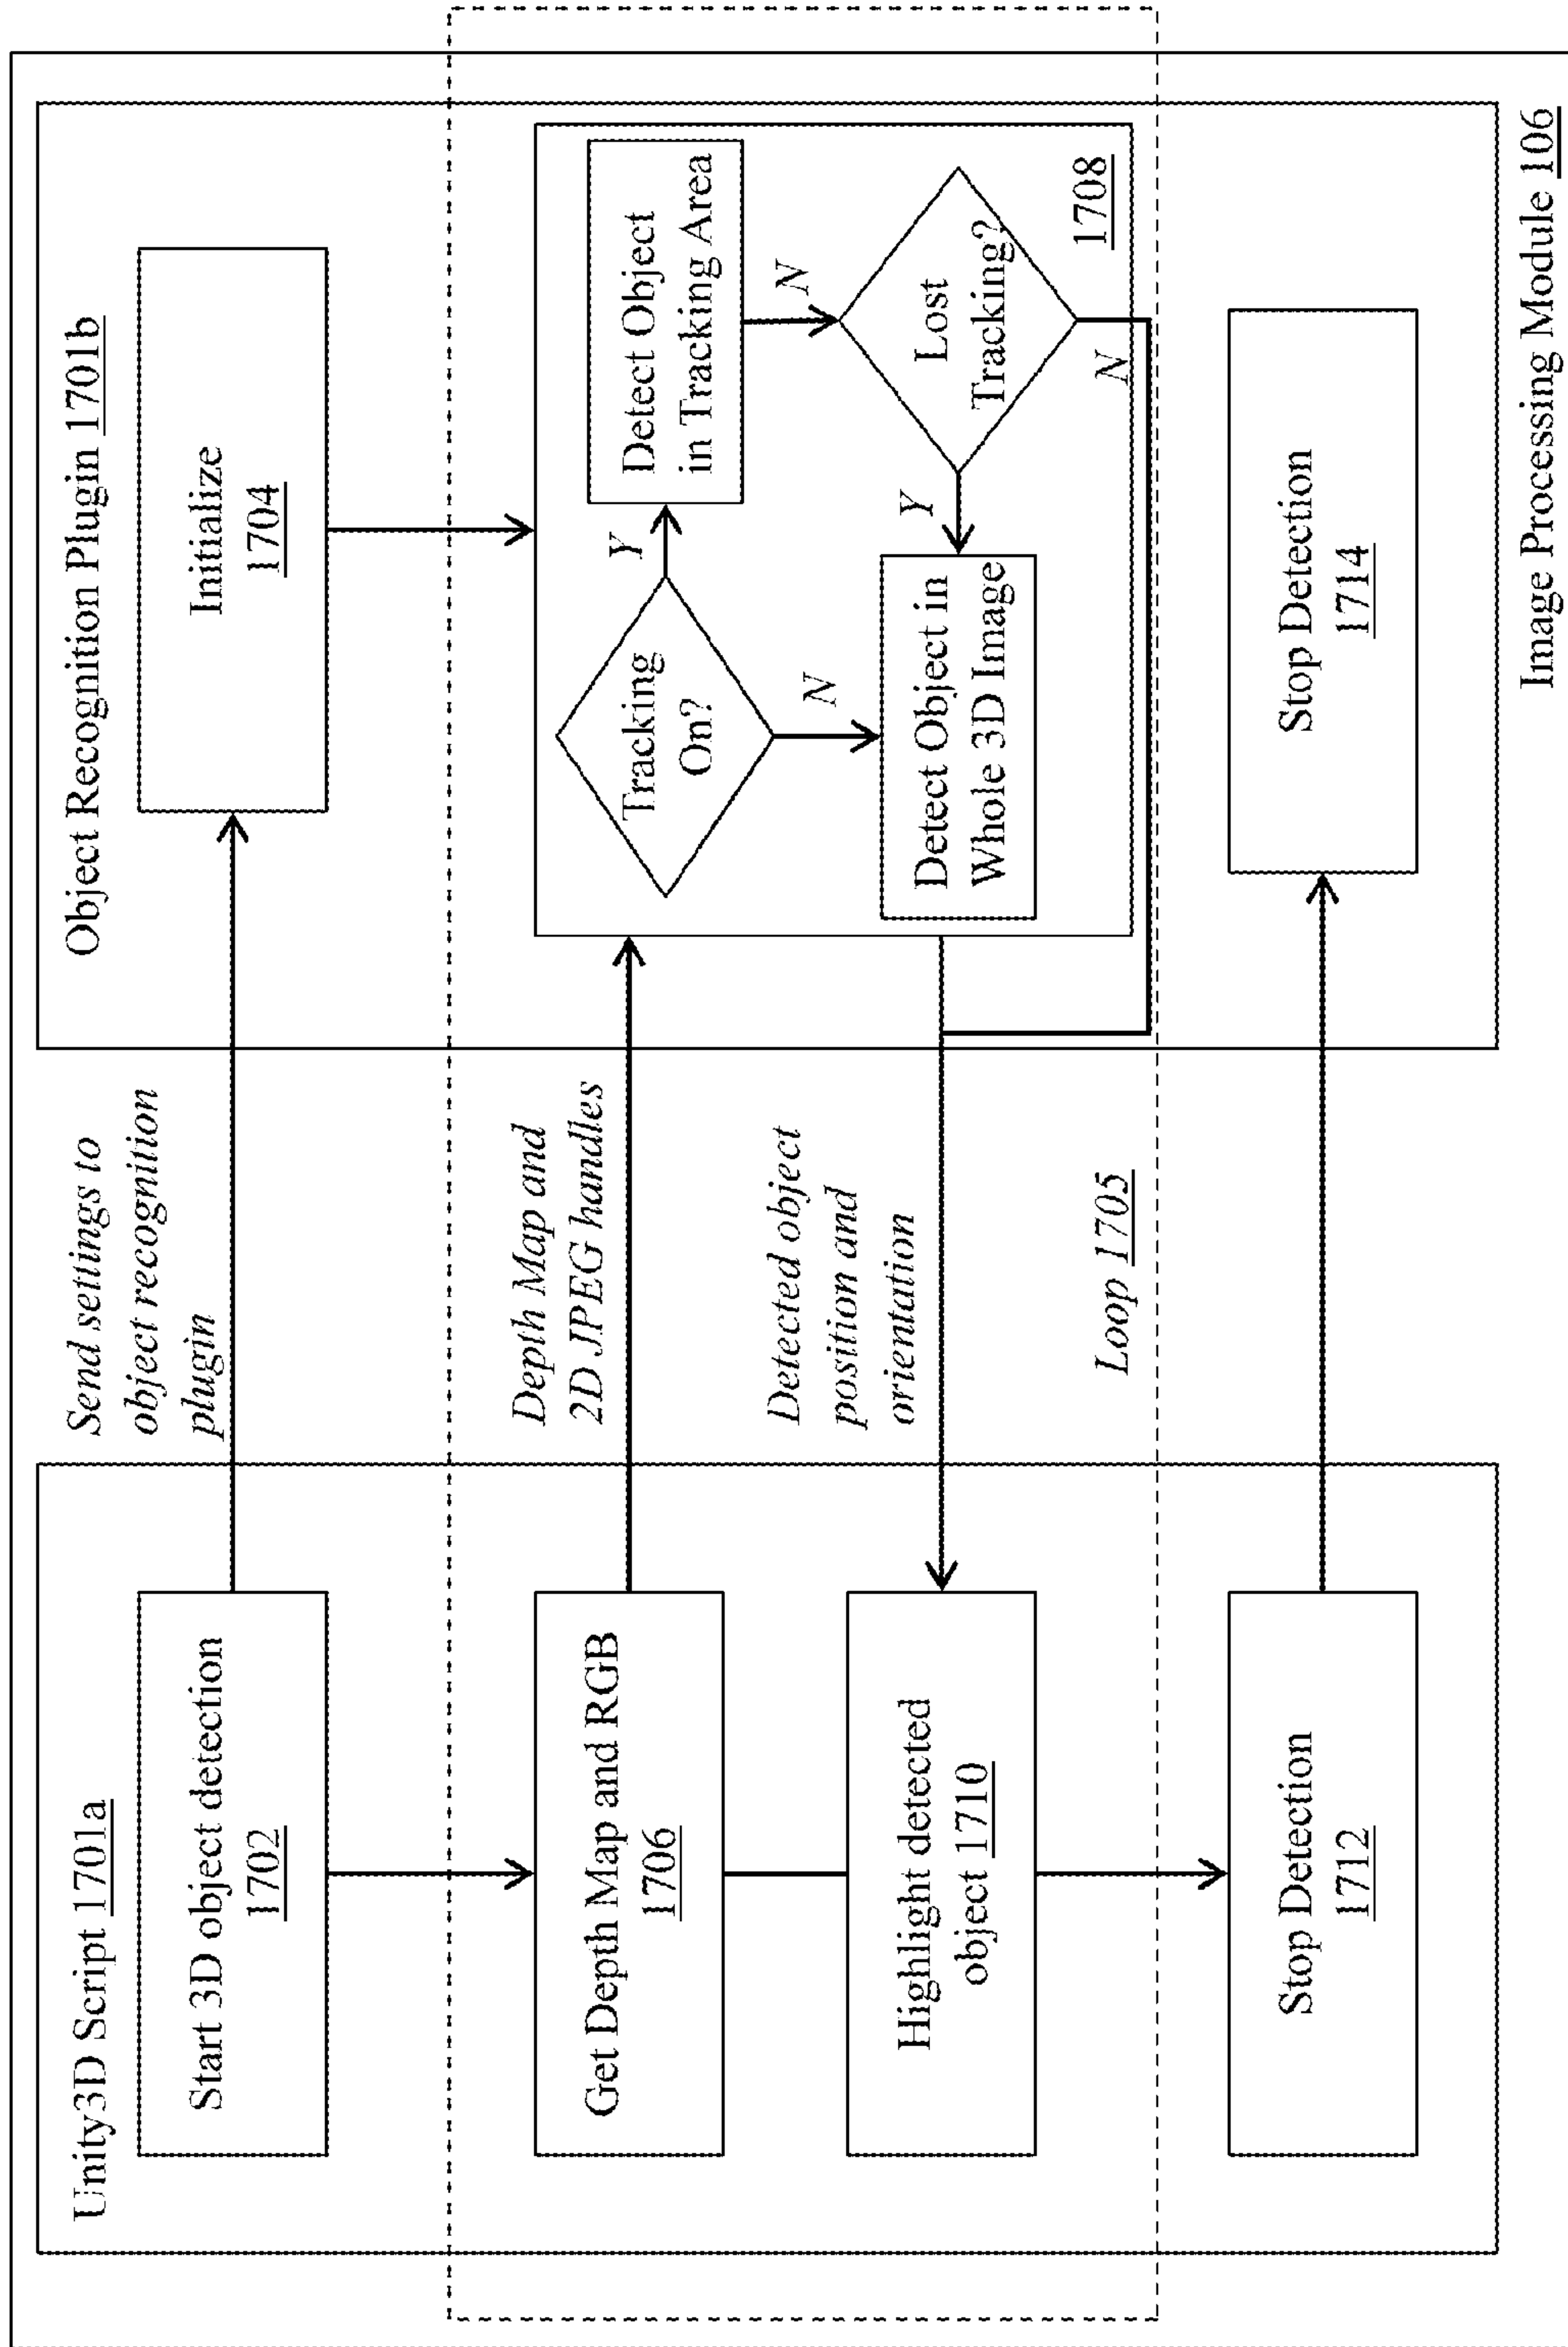 Unity3D Script 1701a
Start 3D object detection
1702
Send settings to
object recognition
plugin
Object Recognition Plugin 1701b
Initialize
1704
Get Depth Map and RGB
1706
Depth Map and
2D JPEG handles
Tracking
On?
Y
N
Detect Object
in Tracking Area
N
Lost
Tracking?
Y
N
Detect Object in
Whole 3D Image
1708
Highlight detected
object 1710
Detected object
position and
orientation
Loop 1705
Stop Detection
1712
Stop Detection
1714
Image Processing Module 106